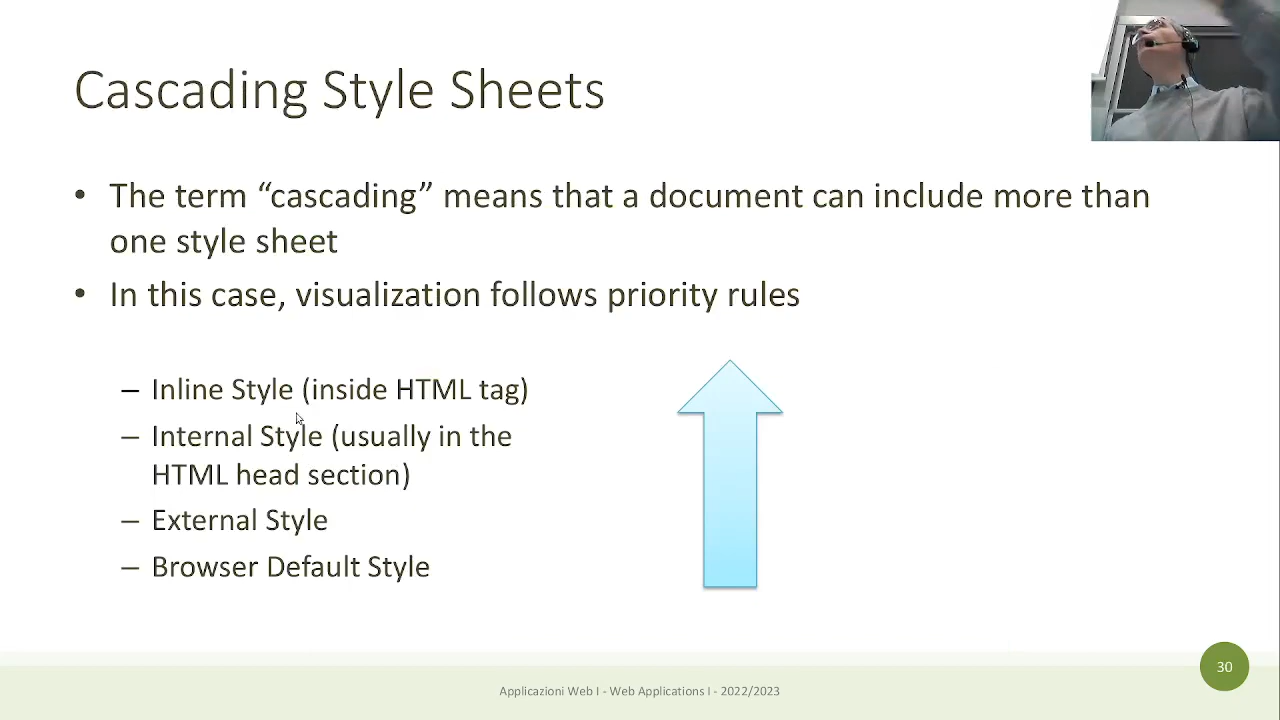 Cascading Style Sheets
• The term “cascading” means that a document can include more than
one style sheet
• In this case, visualization follows priority rules
– Inline Style (inside HTML tag)
– Internal Style (usually in the
HTML head section)
– External Style
– Browser Default Style
Applicazioni Web I - Web Applications I - 2022/2023
30